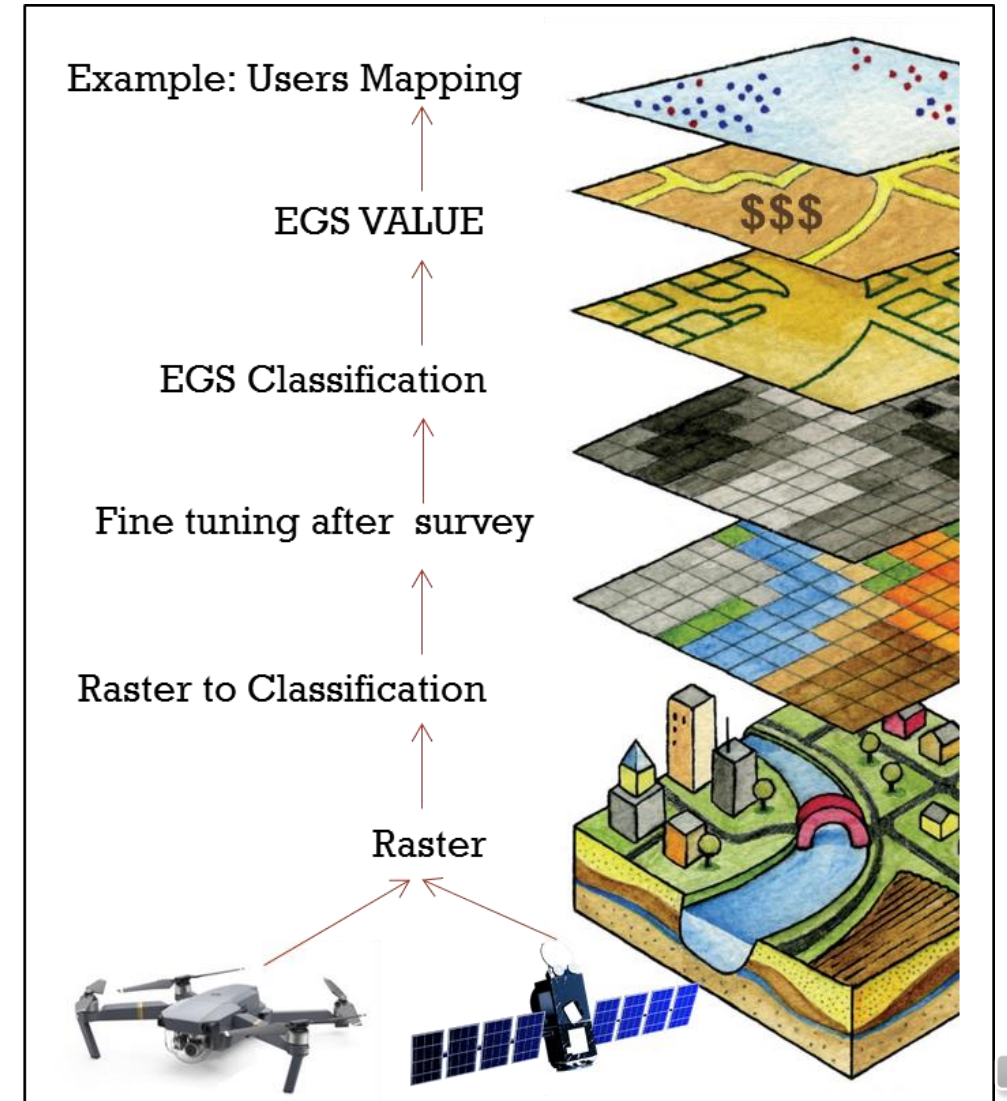 Example: Users Mapping
EGS VALUE
$$$
EGS Classification
Fine tuning after survey
Raster to Classification
Raster